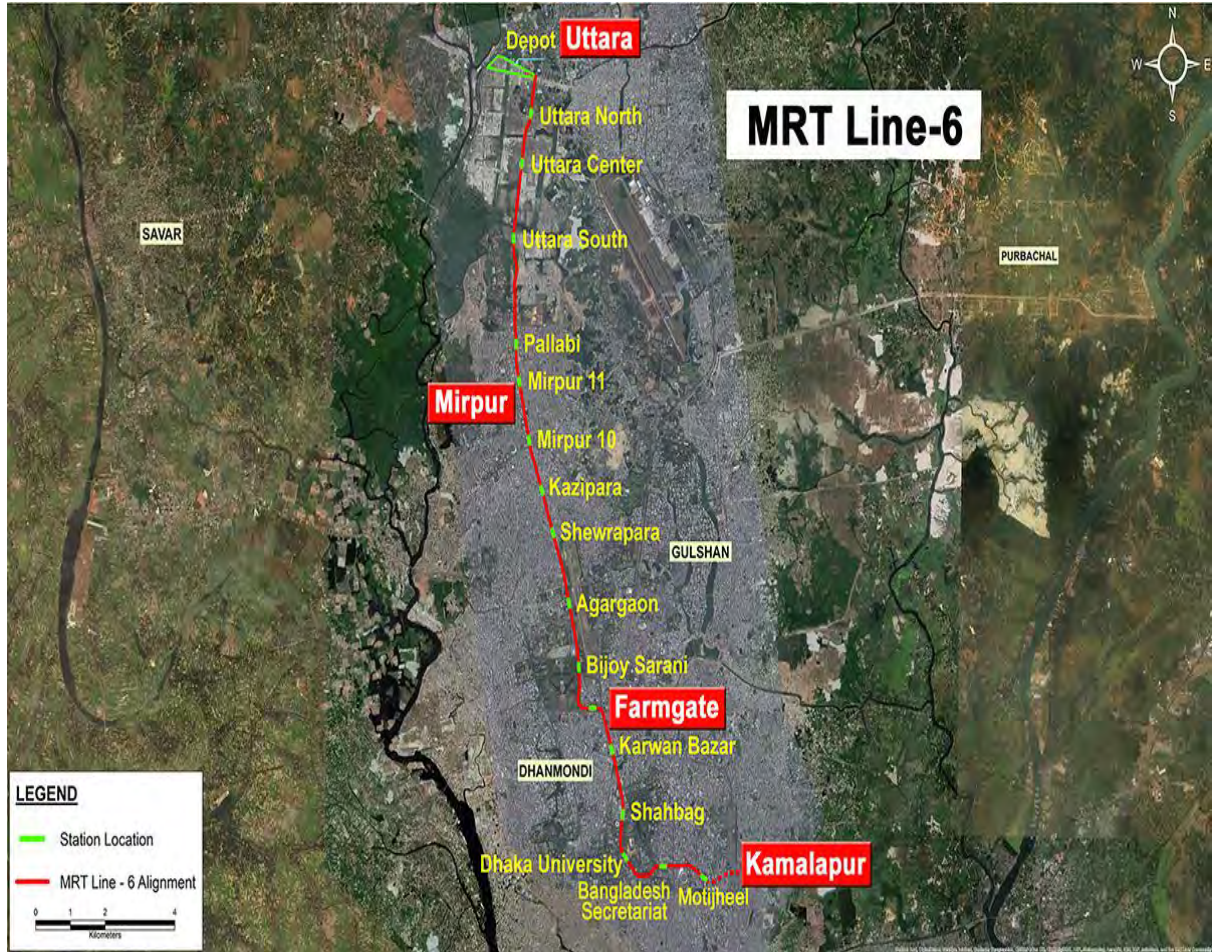 Depot Uttara
N
W E
S
MRT Line-6
Uttara North
Uttara Center
Uttara South
SAVAR
PURBACHAL
Pallabi
Mirpur 11
Mirpur
Mirpur 10
Kazipara
Shewrapara
GULSHAN
Agargaon
Bijoy Sarani
Farmgate
Karwan Bazar
DHANMONDI
Shahbag
Dhaka University
Kamalapur
Bangladesh
Secretariat
Motijheel
LEGEND
Station Location
MRT Line - 6 Alignment
0 1 2 4
Kilometers